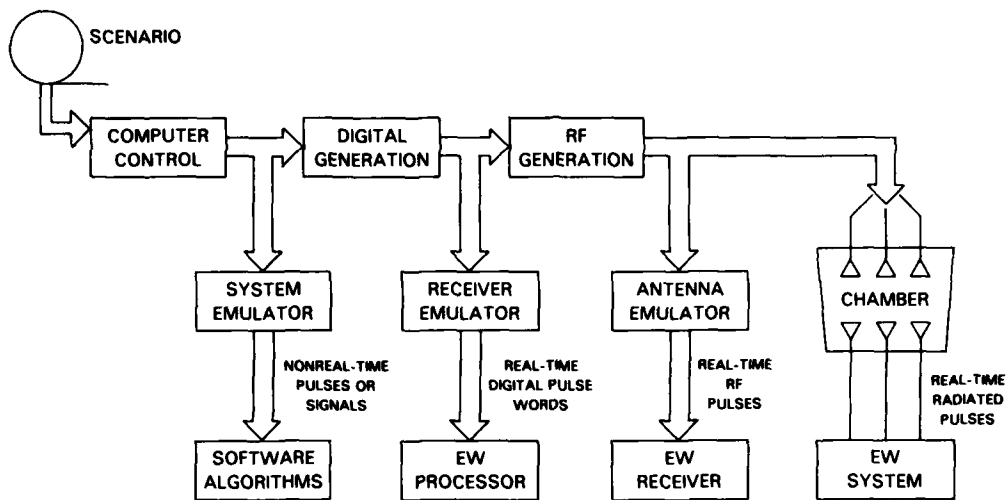 SCENARIO
COMPUTER
CONTROL
DIGITAL
GENERATION
RF
GENERATION
SYSTEM
EMULATOR
RECEIVER
EMULATOR
ANTENNA
EMULATOR
CHAMBER
NONREAL-TIME
PULSES OR
SIGNALS
REAL-TIME
DIGITAL PULSE
WORDS
REAL-TIME
RF
PULSES
REAL-TIME
RADIATED
PULSES
SOFTWARE
ALGORITHMS
EW
PROCESSOR
EW
RECEIVER
EW
SYSTEM